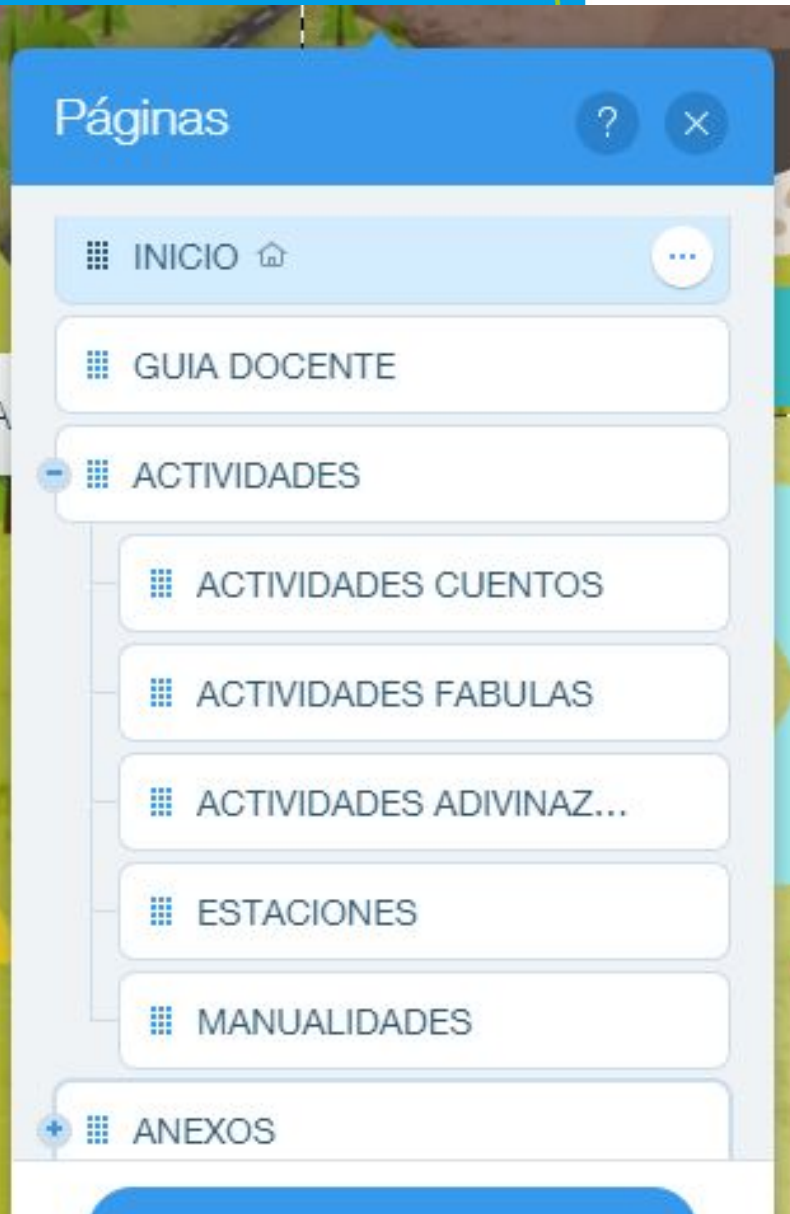 Páginas
?
INICIO
GUIA DOCENTE
ACTIVIDADES
ACTIVIDADES CUENTOS
ACTIVIDADES FABULAS
ACTIVIDADES ADIVINAZ...
ESTACIONES
MANUALIDADES
ANEXOS